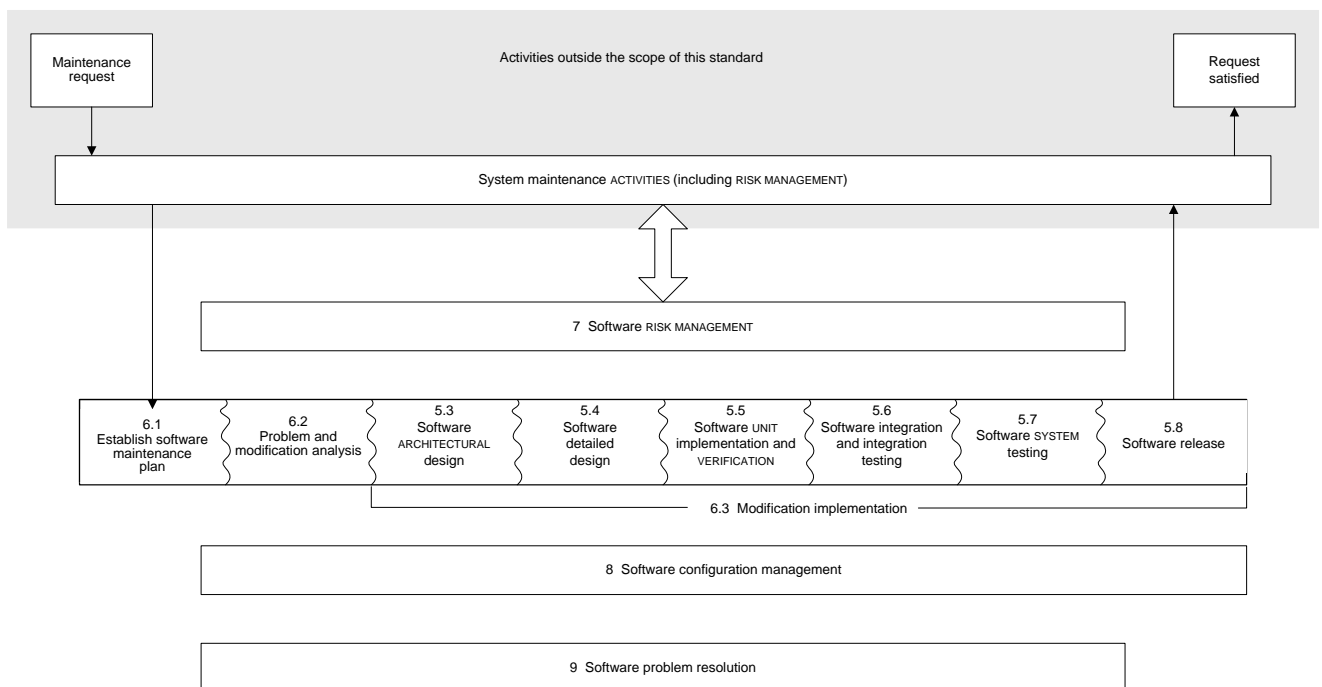 Maintenance
request
Activities outside the scope of this standard
Request
satisfied
System maintenance ACTIVITIES (including RISK MANAGEMENT)
7 Software RISK MANAGEMENT
6.1
Establish software
maintenance
plan
6.2
Problem and
modification analysis
5.3
Software
ARCHITECTURAL
design
5.4
Software
detailed
design
5.5
Software UNIT
implementation and
VERIFICATION
5.6
Software integration
and integration
testing
5.7
Software SYSTEM
testing
5.8
Software release
6.3 Modification implementation
8 Software configuration management
9 Software problem resolution